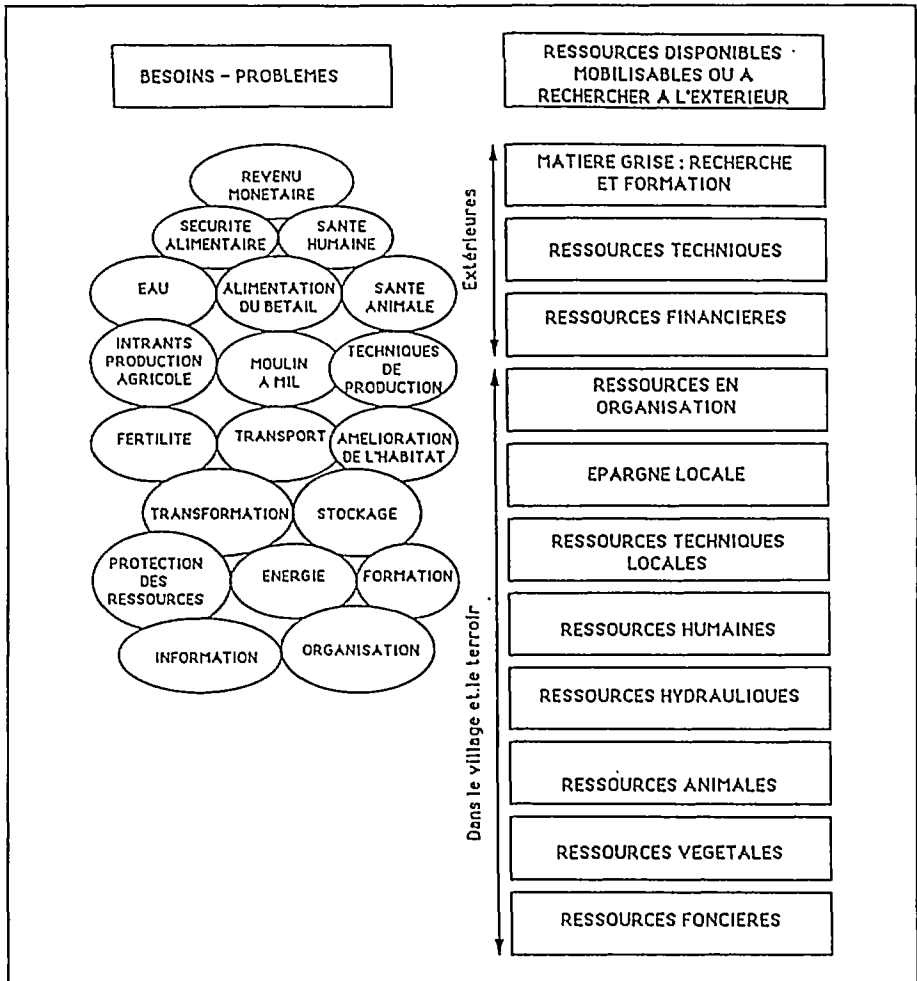 BESOINS - PROBLEMES
RESSOURCES DISPONIBLES
MOBILISABLES OU A
RECHERCHER A L'EXTERIEUR
REVENU
MONETAIRE
SECURITE
ALIMENTAIRE
SANTE
HUMAINE
EAU
ALIMENTATION
DU BETAIL
SANTE
ANIMALE
INTRANTS
PRODUCTION
AGRICOLE
MOULIN
A MIL
TECHNIQUES
DE
PRODUCTION
FERTILITE
TRANSPORT
AMELIORATION
DE L'HABITAT
TRANSFORMATION
STOCKAGE
PROTECTION
DES
RESSOURCES
ENERGIE
FORMATION
INFORMATION
ORGANISATION
Extérieures
MATIERE GRISE : RECHERCHE
ET FORMATION
RESSOURCES TECHNIQUES
RESSOURCES FINANCIERES
Dans le village et le terroir
RESSOURCES EN
ORGANISATION
EPARGNE LOCALE
RESSOURCES TECHNIQUES
LOCALES
RESSOURCES HUMAINES
RESSOURCES HYDRAULIQUES
RESSOURCES ANIMALES
RESSOURCES VEGETALES
RESSOURCES FONCIERES